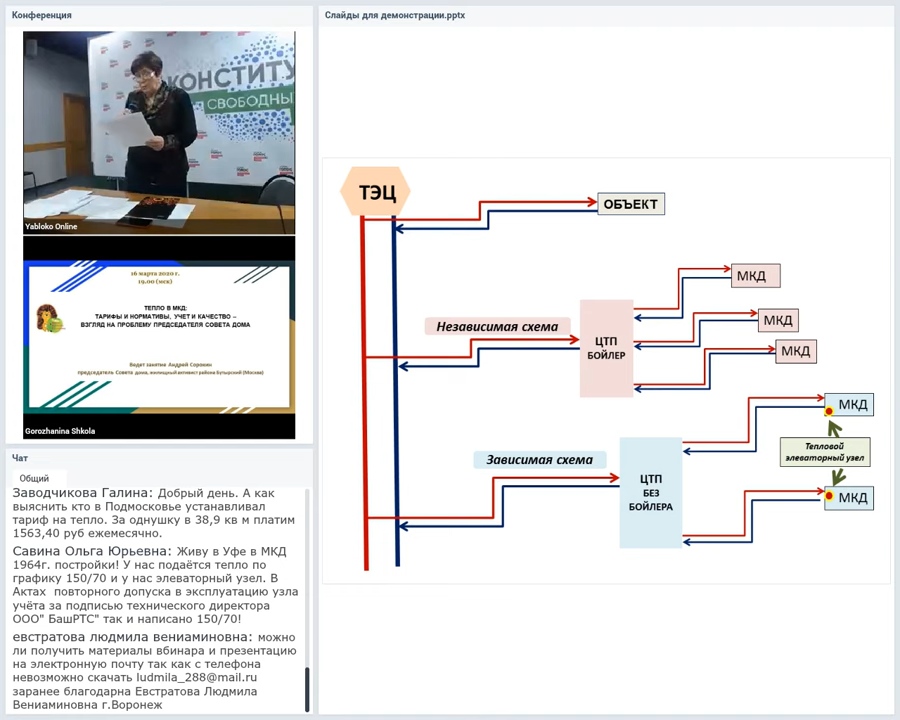 Конференция
КОНСТИТУ
СВОБОДНЫ
Yabloko Online
16 марта 2020 г.
19.00 (мск)
ТЕПЛО В МКД:
ТАРИФЫ И НОРМАТИВЫ, УЧЕТ И КАЧЕСТВО –
ВЗГЛЯД НА ПРОБЛЕМУ ПРЕДСЕДАТЕЛЯ СОВЕТА ДОМА
Ведет занятие Андрей Сорокин
председатель Совета дома, жилищный активист района Бутырский (Москва)
Gorozhanina Shkola
Чат
Общий
Заводчикова Галина: Добрый день. А как
выяснить кто в Подмосковье устанавливал
тариф на тепло. За однушку в 38,9 кв м платим
1563,40 руб ежемесячно.
Савина Ольга Юрьевна: Живу в Уфе в МКД
1964г. постройки! У нас подаётся тепло по
графику 150/70 и у нас элеваторный узел. В
Актах повторного допуска в эксплуатацию узла
учёта за подписью технического директора
ООО" БашРТС" так и написано 150/70!
евстратова людмила вениаминовна: можно
ли получить материалы вбинара и презентацию
на электронную почту так как с телефона
невозможно скачать ludmila_288@mail.ru
заранее благодарна Евстратова Людмила
Вениаминовна г.Воронеж
Слайды для демонстрации.pptx
ТЭЦ
ОБЪЕКТ
Независимая схема
ЦТП
БОЙЛЕР
МКД
МКД
МКД
Зависимая схема
ЦТП
БЕЗ
БОЙЛЕРА
МКД
Тепловой
элеваторный узел
МКД